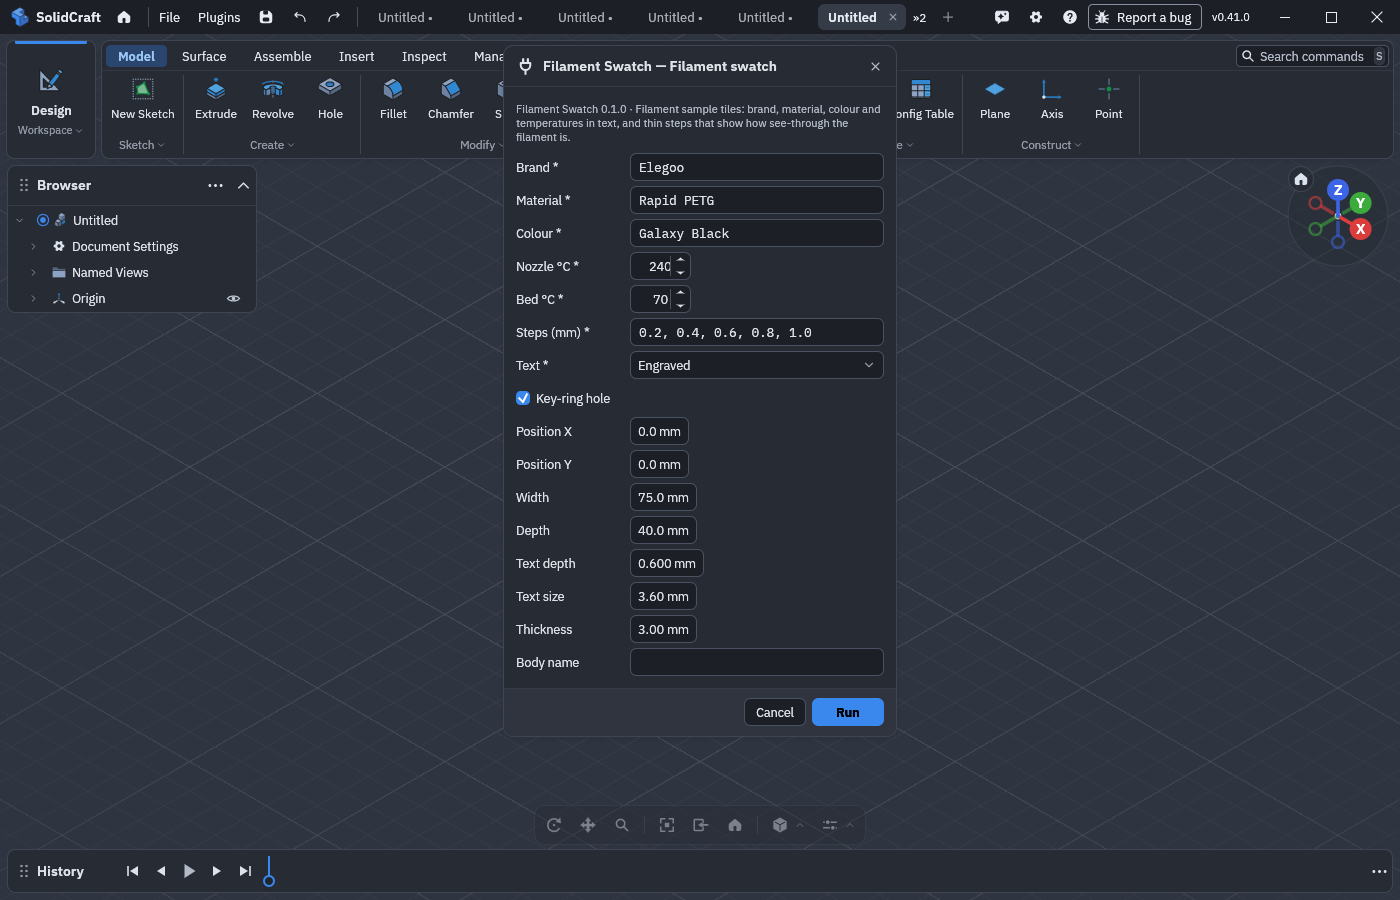 SolidCraft
File
Plugins
Untitled •
Untitled •
Untitled •
Untitled •
Untitled •
Untitled
»2
Report a bug
v0.41.0
Design
Workspace
Model
Surface
Assemble
Insert
Inspect
Search commands
S
New Sketch
Extrude
Revolve
Hole
Fillet
Chamfer
Plane
Axis
Point
Table
Sketch
Create
Modify
Construct
Browser
Untitled
Document Settings
Named Views
Origin
Z
Y
X
Filament Swatch — Filament swatch
Filament Swatch 0.1.0 · Filament sample tiles: brand, material, colour and
temperatures in text, and thin steps that show how see-through the
filament is.
Brand *
Elegoo
Material *
Rapid PETG
Colour *
Galaxy Black
Nozzle °C *
240
Bed °C *
70
Steps (mm) *
0.2, 0.4, 0.6, 0.8, 1.0
Text *
Engraved
Key-ring hole
Position X
0.0 mm
Position Y
0.0 mm
Width
75.0 mm
Depth
40.0 mm
Text depth
0.600 mm
Text size
3.60 mm
Thickness
3.00 mm
Body name
Cancel
Run
History